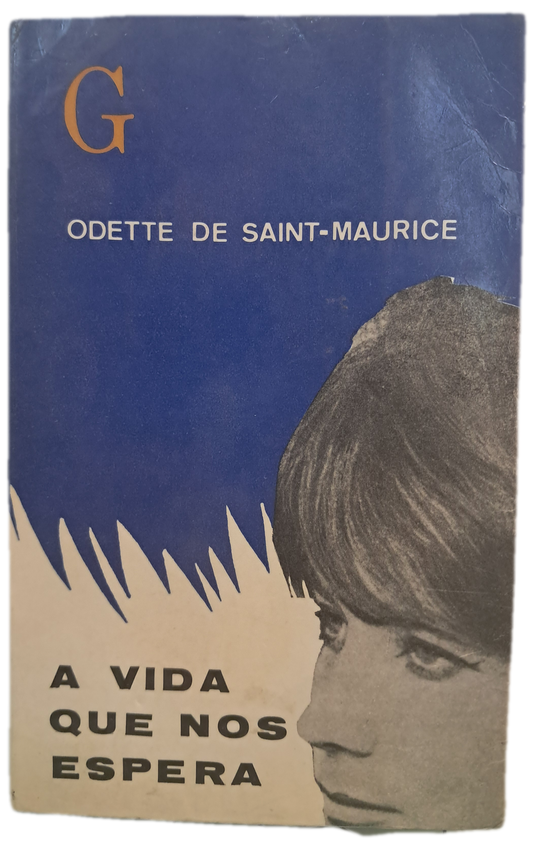 G
ODETTE DE SAINT-MAURICE
A VIDA
QUE NOS
ESPERA